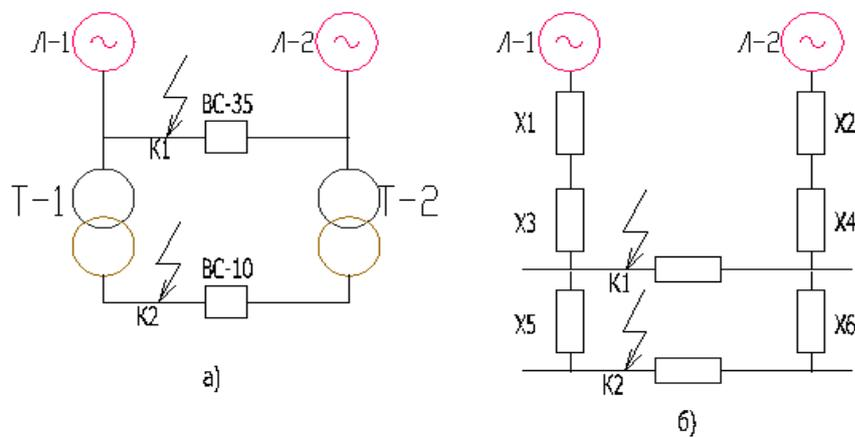 Л-1
Л-2
ВС-35
К1
Т-1
Т-2
ВС-10
К2
а)
Л-1
Л-2
Х1
Х2
Х3
Х4
К1
Х5
Х6
К2
б)